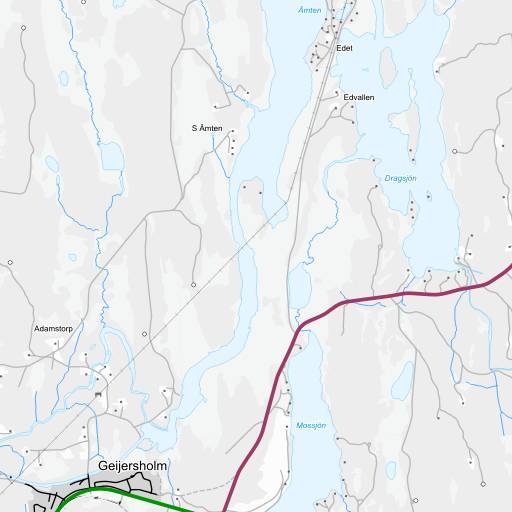 Åmten
Edet
Edvallen
S Åmten
Dragsjön
Adamstorp
Mossjön
Geijersholm